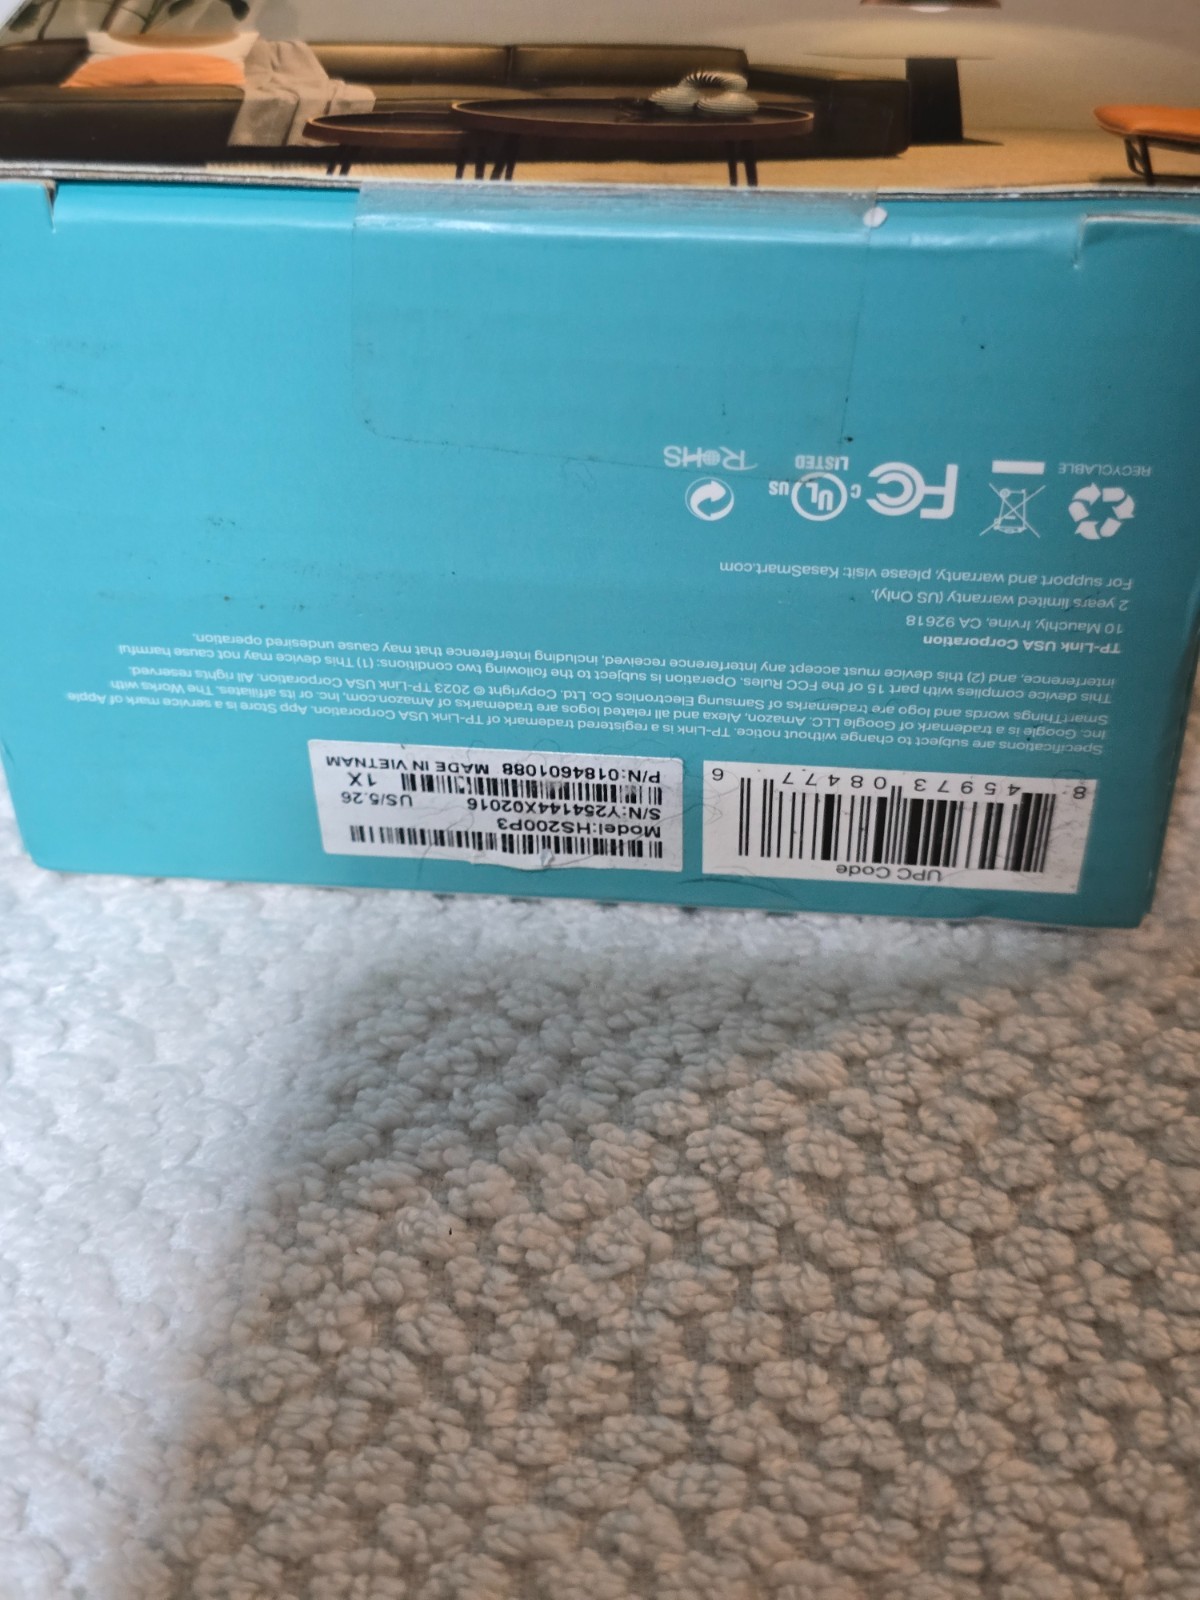 UPC Code
8 45973 08477 6
Model:HS200P3
S/N:Y254144X02016 US/5.26
1X
P/N:0184601088 MADE IN VIETNAM
Specifications are subject to change without notice. TP-Link is a registered trademark of TP-Link USA Corporation. App Store is a service mark of Apple
Inc. Google is a trademark of Google LLC. Amazon, Alexa and all related logos are trademarks of Amazon.com, Inc. or its affiliates. The Works with
SmartThings words and logo are trademarks of Samsung Electronics Co. Ltd. Copyright © 2023 TP-Link USA Corporation. All rights reserved.
This device complies with part 15 of the FCC Rules. Operation is subject to the following two conditions: (1) This device may not cause harmful
interference, and (2) this device must accept any interference received, including interference that may cause undesired operation.
TP-Link USA Corporation
10 Mauchly, Irvine, CA 92618
2 years limited warranty (US Only).
For support and warranty, please visit: KasaSmart.com
RECYCLABLE
FC
C UL US
LISTED
RoHS